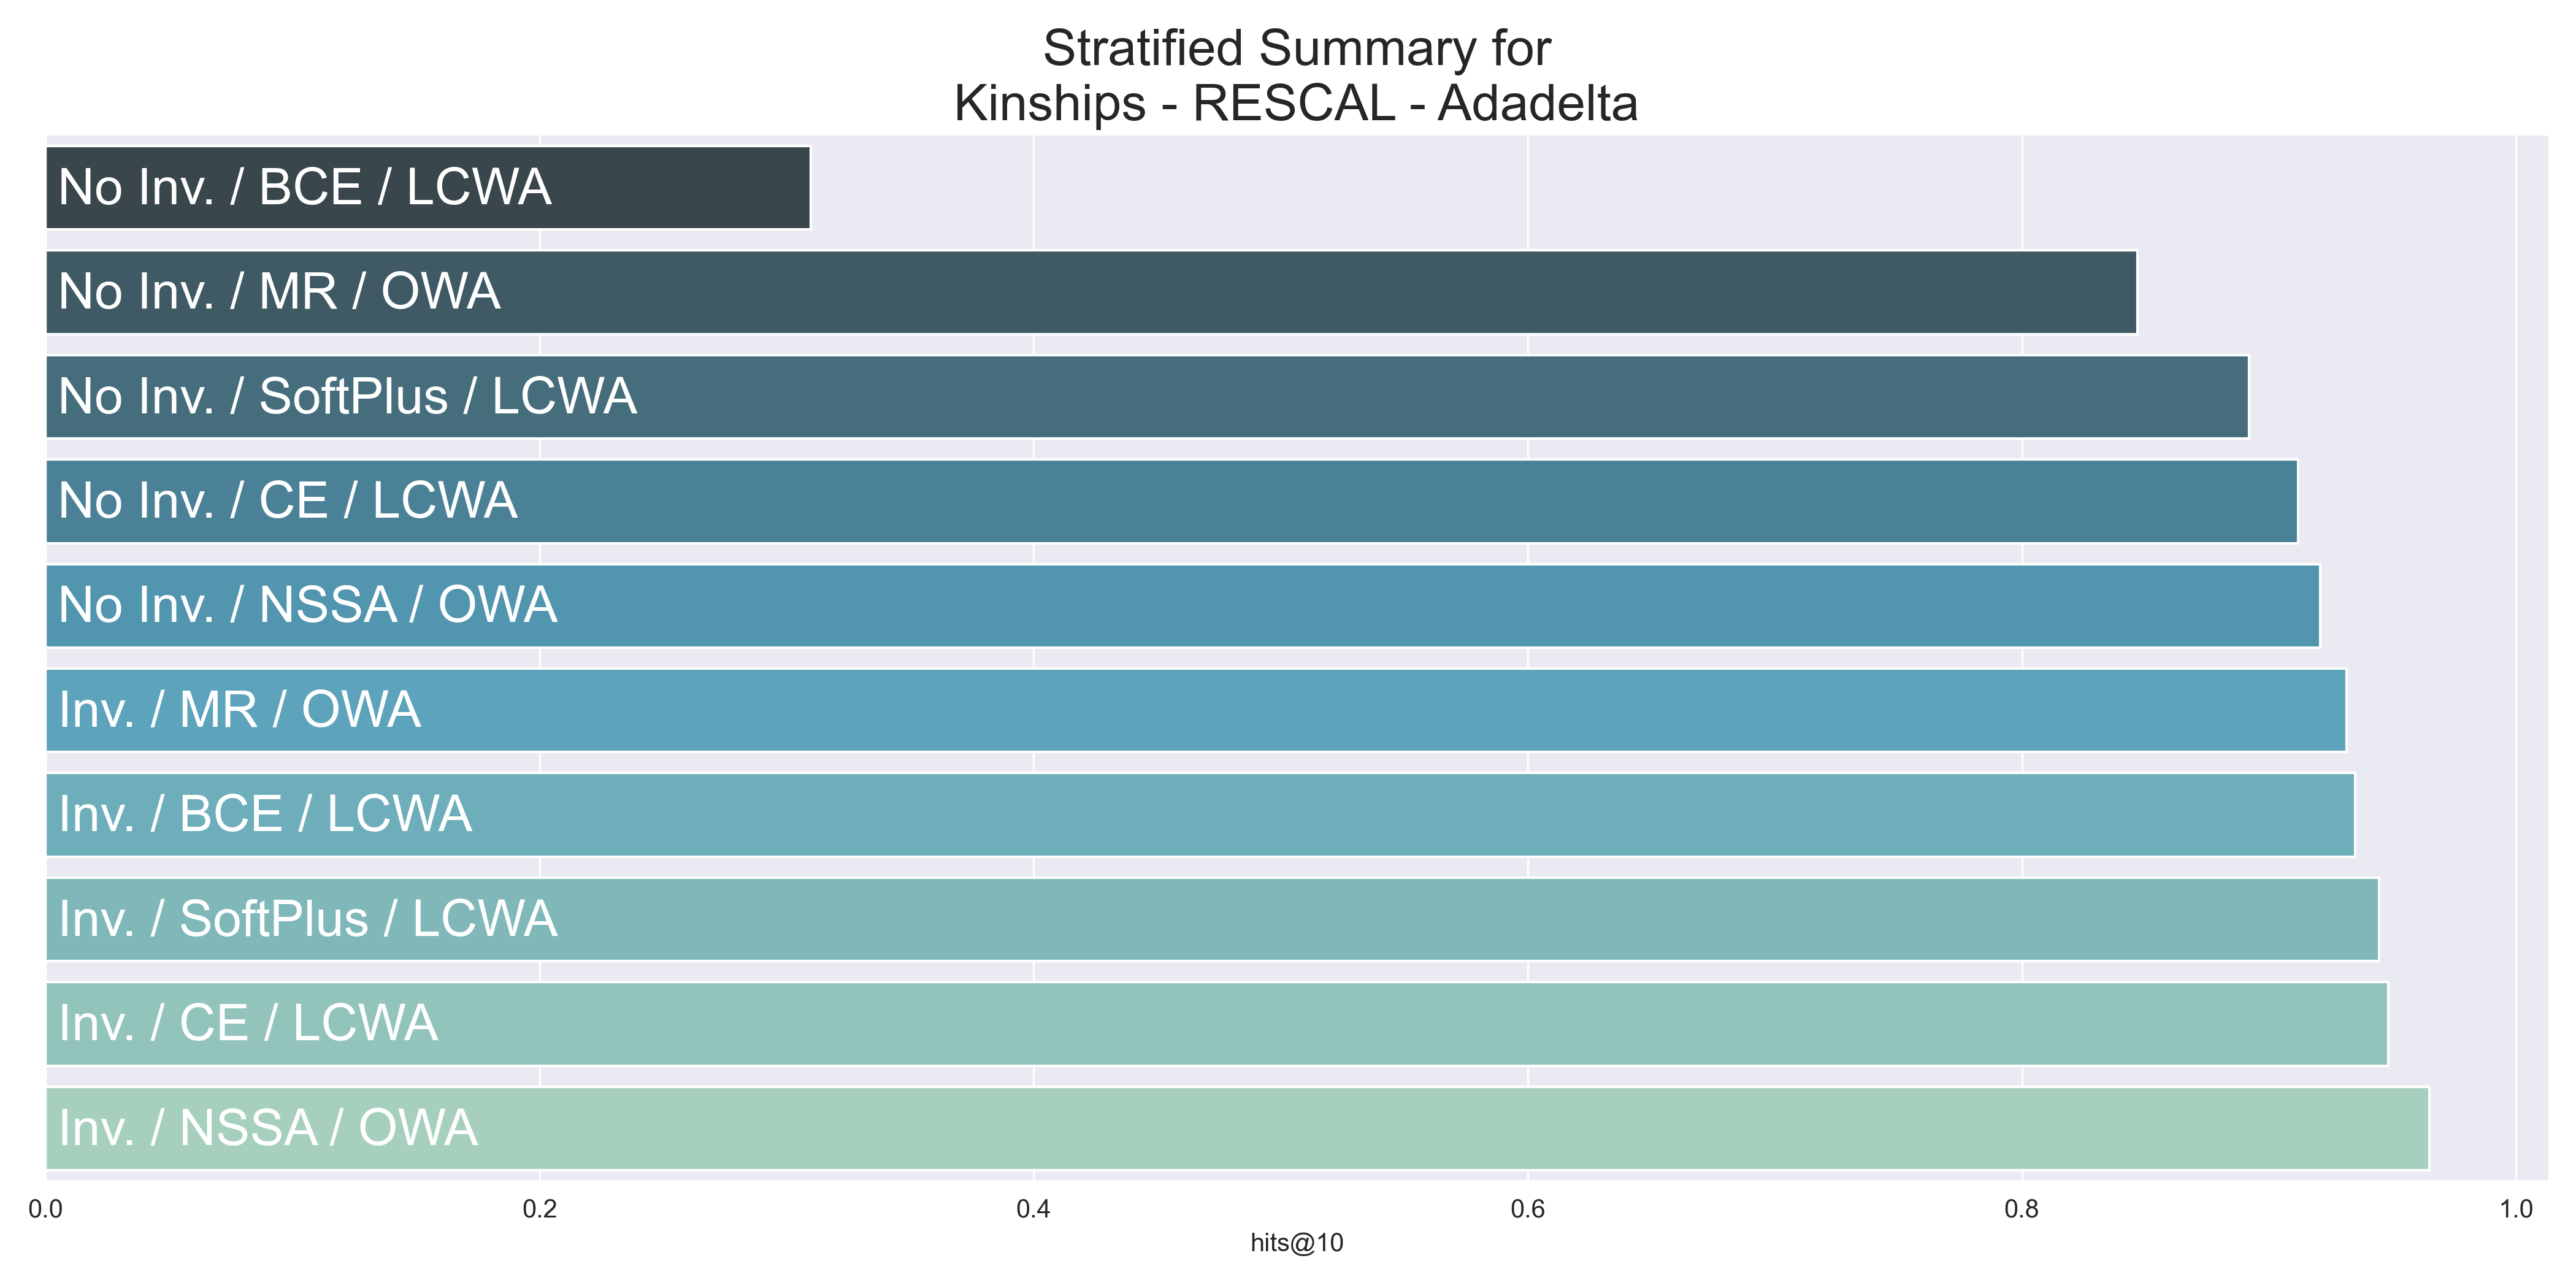 Stratified Summary for
Kinships - RESCAL - Adadelta
No Inv. / BCE / LCWA
No Inv. / MR / OWA
No Inv. / SoftPlus / LCWA
No Inv. / CE / LCWA
No Inv. / NSSA / OWA
Inv. / MR / OWA
Inv. / BCE / LCWA
Inv. / SoftPlus / LCWA
Inv. / CE / LCWA
Inv. / NSSA / OWA
0.0 0.2 0.4 0.6 0.8 1.0
hits@10